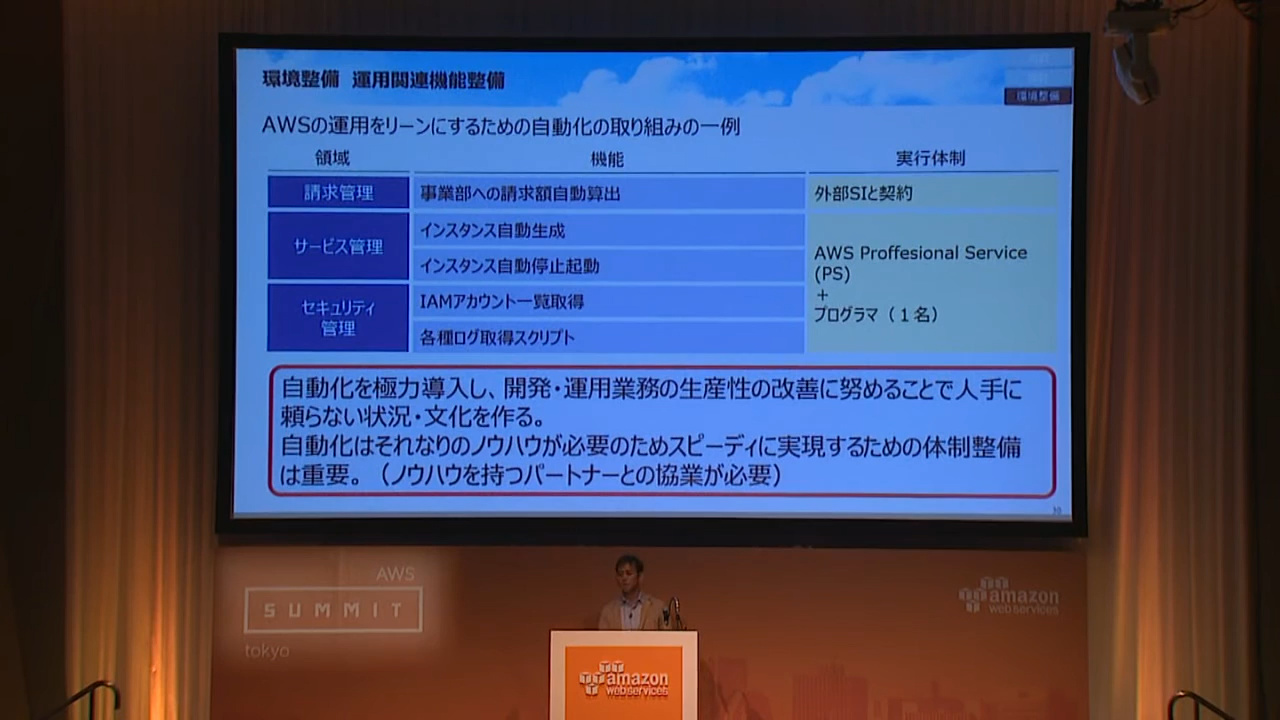 環境整備 運用関連機能整備
環境整備
AWSの運用をリーンにするための自動化の取り組みの一例
領域 機能 実行体制
請求管理 事業部への請求額自動算出 外部SIと契約
サービス管理 インスタンス自動生成
インスタンス自動停止起動
AWS Proffesional Service
(PS)
+
プログラマ（１名）
セキュリティ
管理
IAMアカウント一覧取得
各種ログ取得スクリプト
自動化を極力導入し、開発・運用業務の生産性の改善に努めることで人手に
頼らない状況・文化を作る。
自動化はそれなりのノウハウが必要のためスピーディに実現するための体制整備
は重要。（ノウハウを持つパートナーとの協業が必要）
30
AWS
SUMMIT
tokyo
amazon
web services
amazon
web services